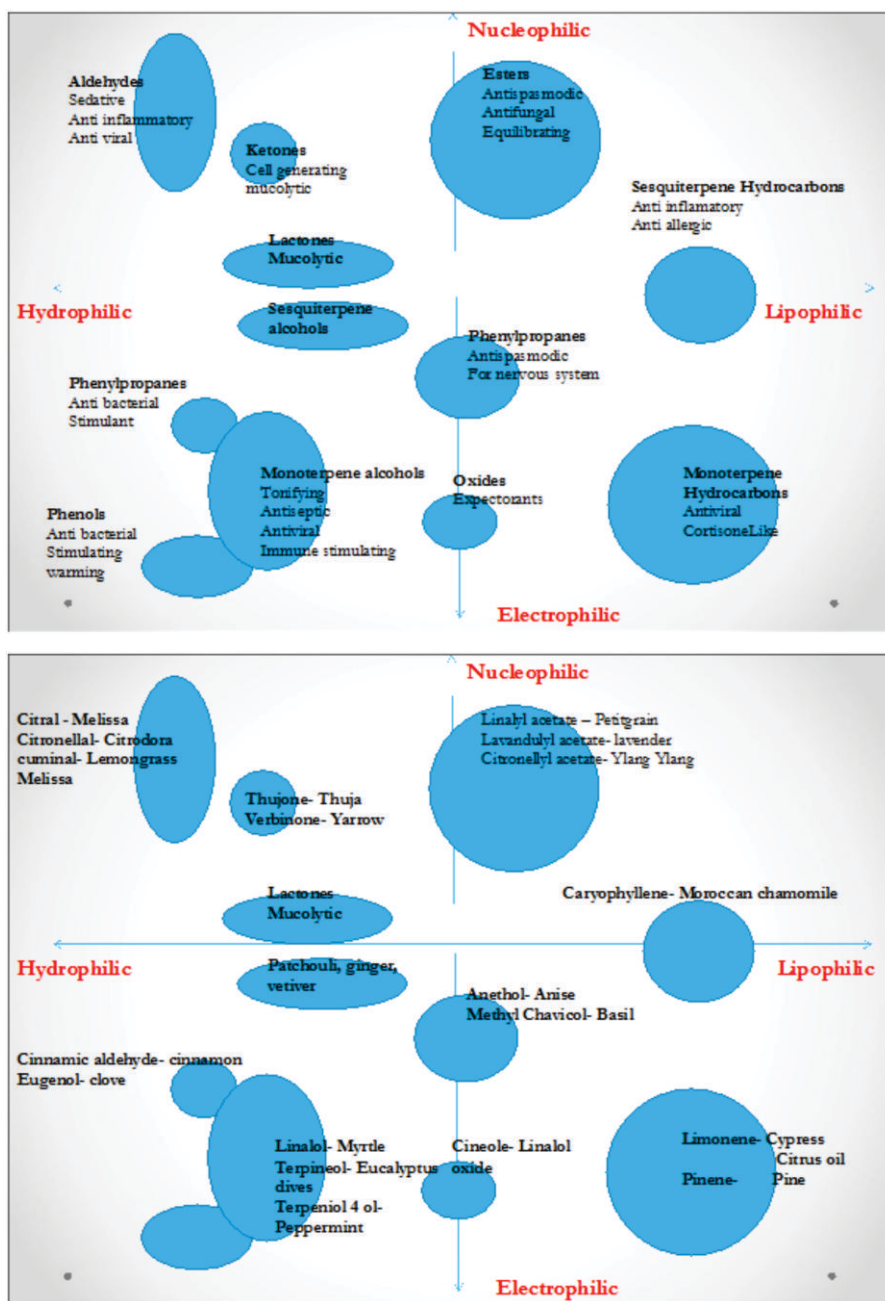 Nucleophilic
Aldehydes
Sedative
Anti inflammatory
Anti viral
Esters
Antispasmodic
Antifungal
Equilibrating
Ketones
Cell generating
mucolytic
Sesquiterpene Hydrocarbons
Anti inflamatory
Anti allergic
Lactones
Mucolytic
Hydrophilic
Lipophilic
Sesquiterpene
alcohols
Phenylpropanes
Antispasmodic
For nervous system
Phenylpropanes
Anti bacterial
Stimulant
Monoterpene alcohols
Tonifying
Antiseptic
Antiviral
Immune stimulating
Oxides
Expectorants
Monoterpene
Hydrocarbons
Antiviral
CortisoneLike
Phenols
Anti bacterial
Stimulating
warming
Electrophilic
Nucleophilic
Citral - Melissa
Citronellal- Citrodora
cuminal- Lemongrass
Melissa
Linalyl acetate – Petitgrain
Lavandulyl acetate- lavender
Citronellyl acetate- Ylang Ylang
Thujone- Thuja
Verbinone- Yarrow
Lactones
Mucolytic
Caryophyllene- Moroccan chamomile
Hydrophilic
Lipophilic
Patchouli, ginger,
vetiver
Anethol- Anise
Methyl Chavicol- Basil
Cinnamic aldehyde- cinnamon
Eugenol- clove
Linalol- Myrtle
Terpineol- Eucalyptus
dives
Terpeniol 4 ol-
Peppermint
Cineole- Linalol
oxide
Limonene- Cypress
Citrus oil
Pinene- Pine
Electrophilic